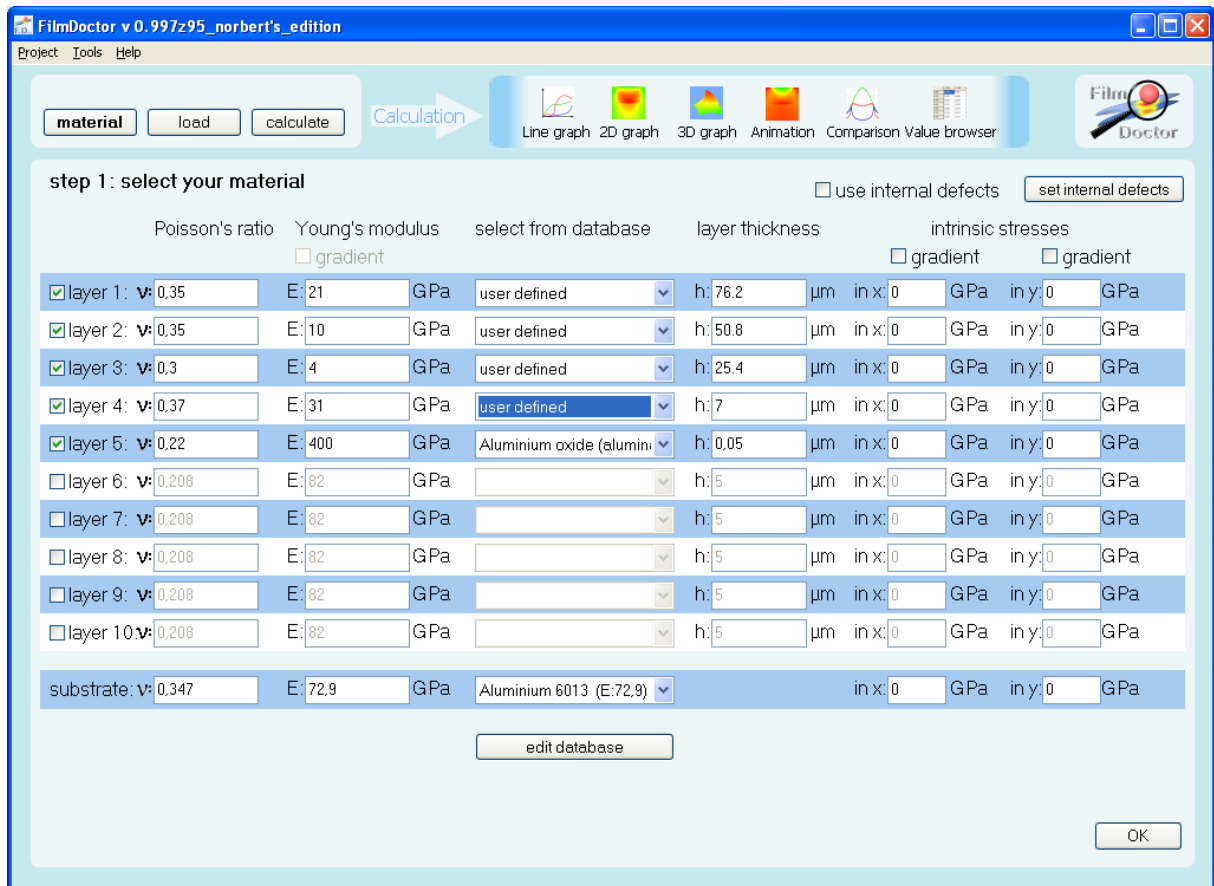 FilmDoctor v 0.997z95_norbert's_edition
Project Tools Help
material load calculate Calculation Line graph 2D graph 3D graph Animation Comparison Value browser Film Doctor
step 1: select your material
use internal defects set internal defects
Poisson's ratio Young's modulus select from database layer thickness intrinsic stresses
gradient gradient gradient
layer 1: ν: 0,35 E: 21 GPa user defined h: 76.2 µm in x: 0 GPa in y: 0 GPa
layer 2: ν: 0,35 E: 10 GPa user defined h: 50.8 µm in x: 0 GPa in y: 0 GPa
layer 3: ν: 0,3 E: 4 GPa user defined h: 25.4 µm in x: 0 GPa in y: 0 GPa
layer 4: ν: 0,37 E: 31 GPa user defined h: 7 µm in x: 0 GPa in y: 0 GPa
layer 5: ν: 0,22 E: 400 GPa Aluminium oxide (alumin h: 0,05 µm in x: 0 GPa in y: 0 GPa
layer 6: ν: 0,208 E: 82 GPa h: 5 µm in x: 0 GPa in y: 0 GPa
layer 7: ν: 0,208 E: 82 GPa h: 5 µm in x: 0 GPa in y: 0 GPa
layer 8: ν: 0,208 E: 82 GPa h: 5 µm in x: 0 GPa in y: 0 GPa
layer 9: ν: 0,208 E: 82 GPa h: 5 µm in x: 0 GPa in y: 0 GPa
layer 10: ν: 0,208 E: 82 GPa h: 5 µm in x: 0 GPa in y: 0 GPa
substrate: ν: 0,347 E: 72,9 GPa Aluminium 6013 (E:72,9) in x: 0 GPa in y: 0 GPa
edit database
OK